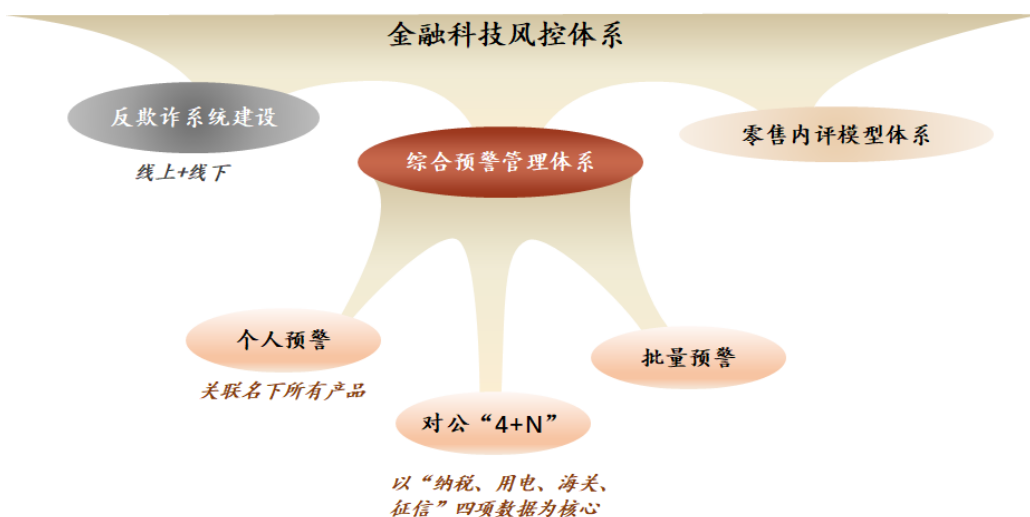 金融科技风控体系
反欺诈系统建设
线上+线下
综合预警管理体系
零售内评模型体系
个人预警
关联名下所有产品
对公“4+N”
以“纳税、用电、海关、
征信”四项数据为核心
批量预警